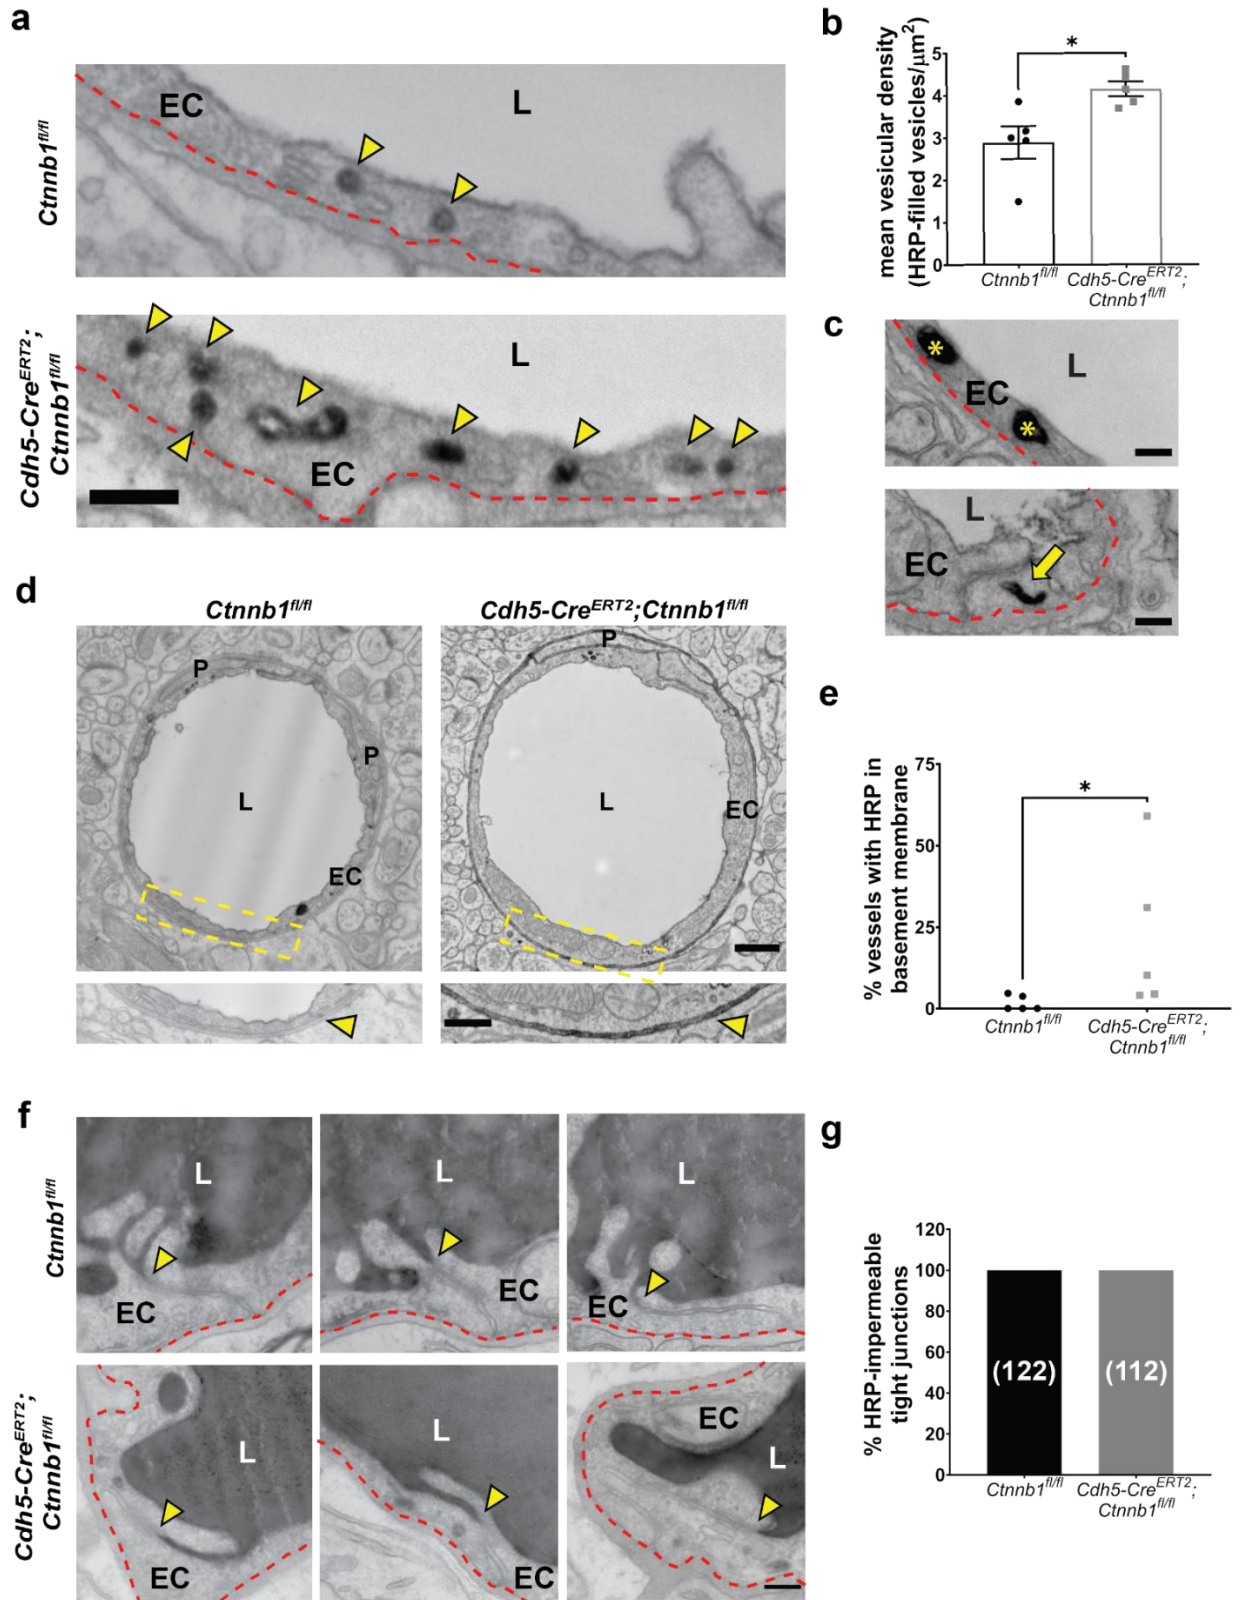 a
Ctnnb1fl/fl
EC
L
Cdh5-CreERT2;
Ctnnb1fl/fl
L
EC
b
mean vesicular density
(HRP-filled vesicles/µm2)
5
4
3
2
1
0
*
Ctnnb1fl/fl
Cdh5-CreERT2;
Ctnnb1fl/fl
c
*
L
EC
*
L
EC
d
Ctnnb1fl/fl
Cdh5-CreERT2;Ctnnb1fl/fl
P
P
L
EC
P
L
EC
e
% vessels with HRP in
basement membrane
75
50
25
0
*
Ctnnb1fl/fl
Cdh5-CreERT2;
Ctnnb1fl/fl
f
Ctnnb1fl/fl
L
EC
L
EC
L
EC
Cdh5-CreERT2;
Ctnnb1fl/fl
L
EC
L
EC
EC
L
g
% HRP-impermeable
tight junctions
120
100
80
60
40
20
0
(122)
(112)
Ctnnb1fl/fl
Cdh5-CreERT2;
Ctnnb1fl/fl